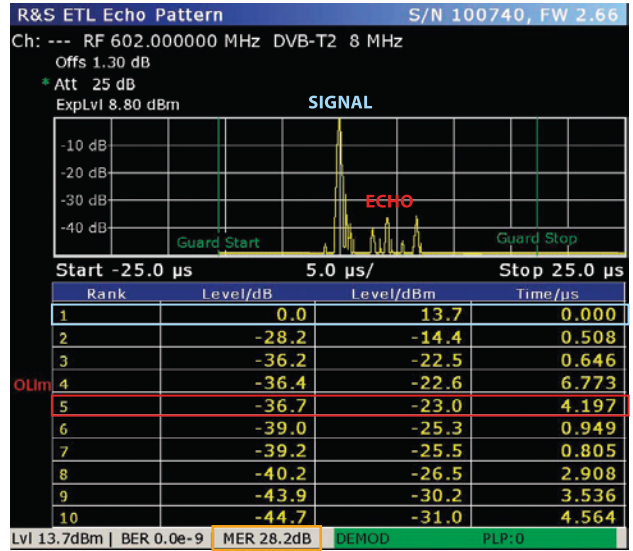 R&S ETL Echo Pattern S/N 100740, FW 2.66
Ch: --- RF 602.000000 MHz DVB-T2 8 MHz
Offs 1.30 dB
* Att 25 dB
ExpLvl 8.80 dBm
SIGNAL
-10 dB
-20 dB
-30 dB
ECHO
-40 dB
Guard Start Guard Stop
Start -25.0 µs 5.0 µs/ Stop 25.0 µs
Rank Level/dB Level/dBm Time/µs
1 0.0 13.7 0.000
2 -28.2 -14.4 0.508
3 -36.2 -22.5 0.646
OLim 4 -36.4 -22.6 6.773
5 -36.7 -23.0 4.197
6 -39.0 -25.3 0.949
7 -39.2 -25.5 0.805
8 -40.2 -26.5 2.908
9 -43.9 -30.2 3.536
10 -44.7 -31.0 4.564
Lvl 13.7dBm | BER 0.0e-9 MER 28.2dB DEMOD PLP:0